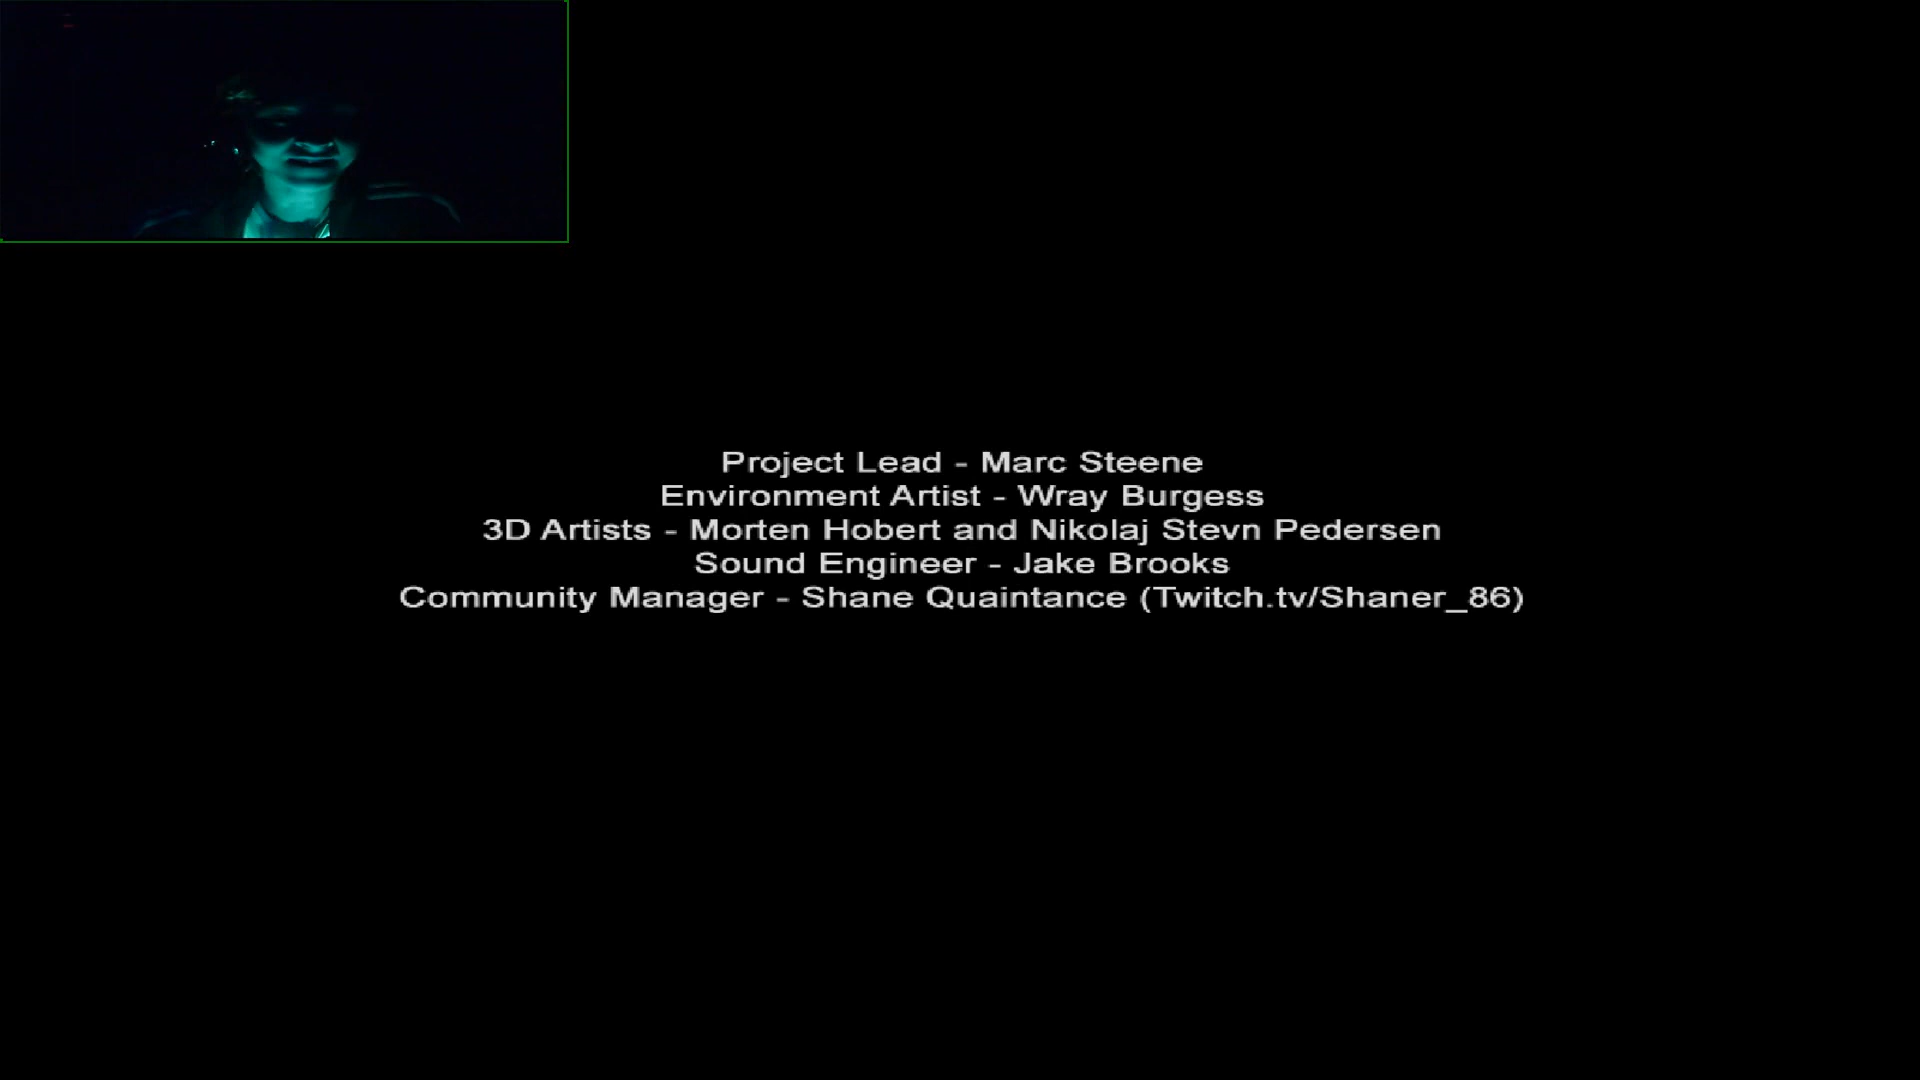 Project Lead - Marc Steene
Environment Artist - Wray Burgess
3D Artists - Morten Hobert and Nikolaj Stevn Pedersen
Sound Engineer - Jake Brooks
Community Manager - Shane Quaintance (Twitch.tv/Shaner_86)